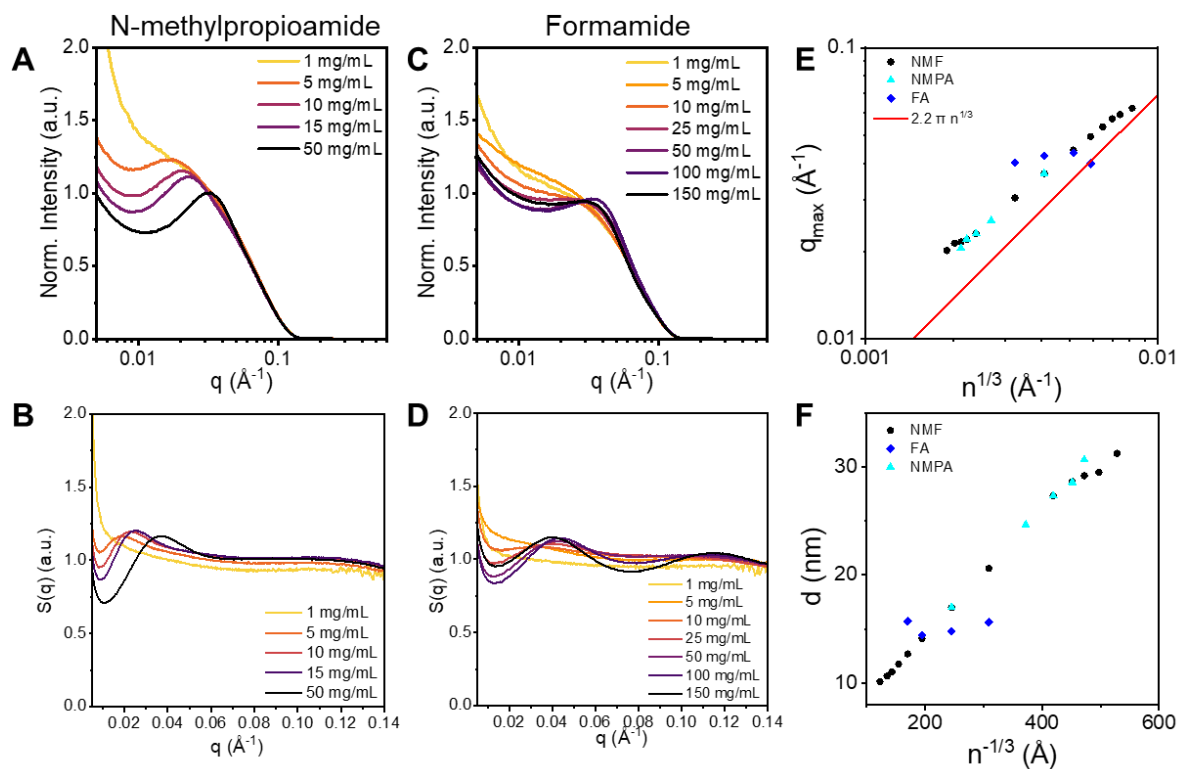 N-methylpropioamide
Formamide
A
2.0
1.5
1.0
0.5
0.0
Norm. Intensity (a.u.)
1 mg/mL
5 mg/mL
10 mg/mL
15 mg/mL
50 mg/mL
0.01
0.1
q (Å⁻¹)
C
2.0
1.5
1.0
0.5
0.0
Norm. Intensity (a.u.)
1 mg/mL
5 mg/mL
10 mg/mL
25 mg/mL
50 mg/mL
100 mg/mL
150 mg/mL
0.01
0.1
q (Å⁻¹)
E
0.1
0.01
q_max (Å⁻¹)
NMF
NMPA
FA
2.2 π n^1/3
0.001
0.01
n^1/3 (Å⁻¹)
B
2.0
1.5
1.0
0.5
0.0
S(q) (a.u.)
1 mg/mL
5 mg/mL
10 mg/mL
15 mg/mL
50 mg/mL
0.02
0.04
0.06
0.08
0.10
0.12
0.14
q (Å⁻¹)
D
2.0
1.5
1.0
0.5
0.0
S(q) (a.u.)
1 mg/mL
5 mg/mL
10 mg/mL
25 mg/mL
50 mg/mL
100 mg/mL
150 mg/mL
0.02
0.04
0.06
0.08
0.10
0.12
0.14
q (Å⁻¹)
F
30
20
10
d (nm)
NMF
FA
NMPA
200
400
600
n^-1/3 (Å)